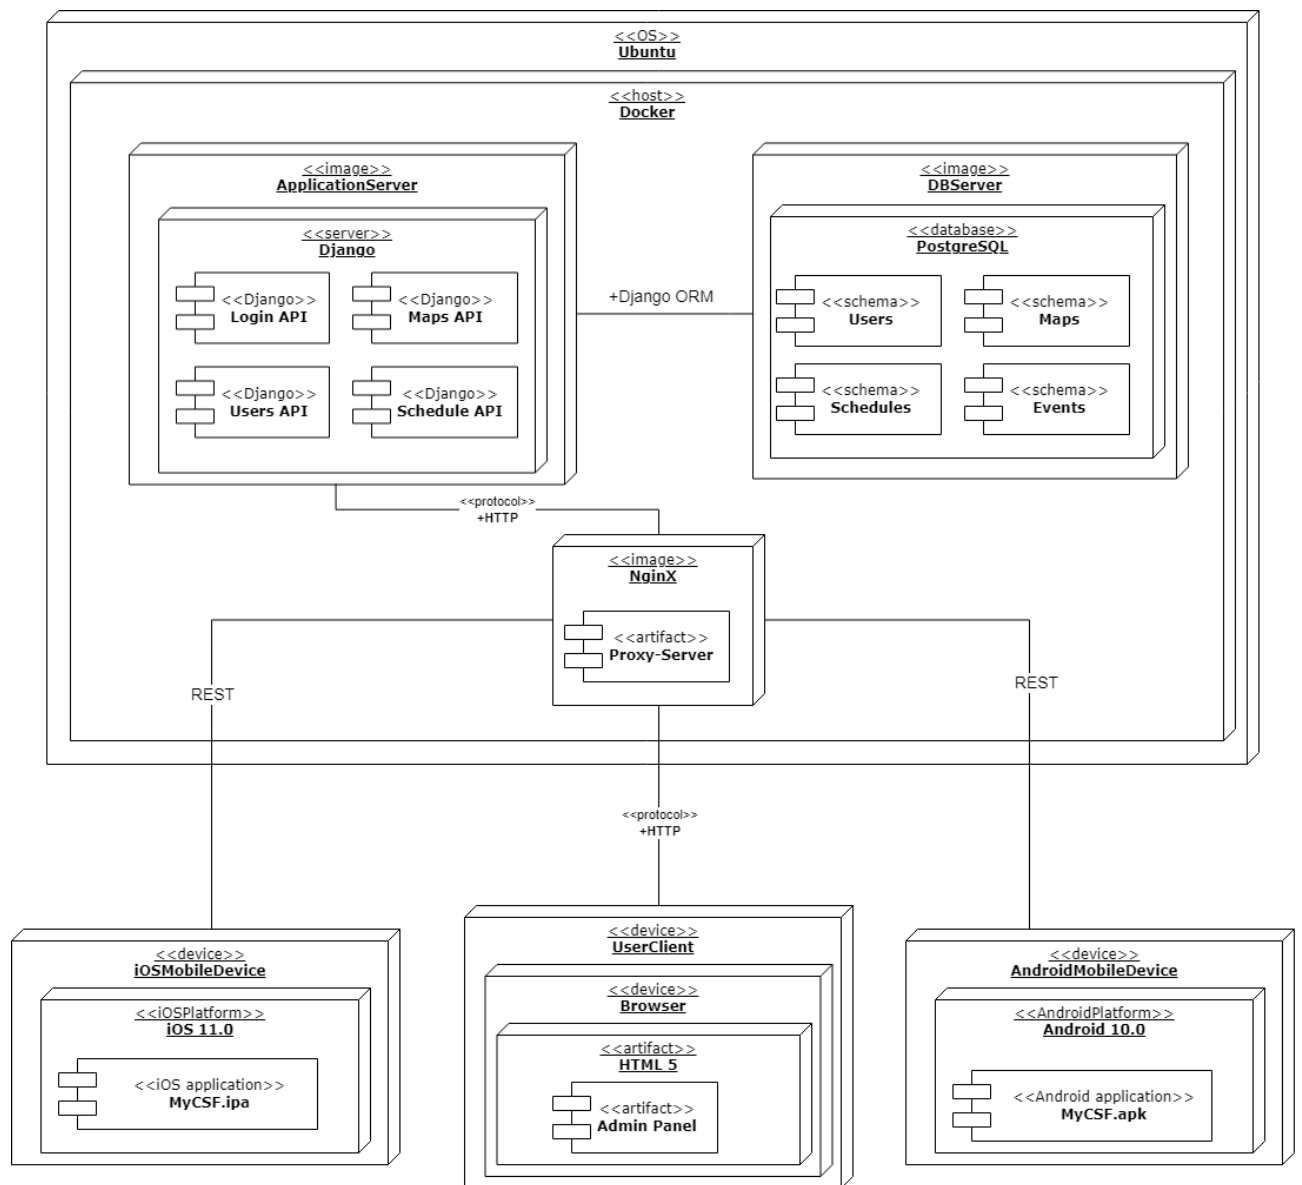 <<OS>>
Ubuntu
<<host>>
Docker
<<image>>
ApplicationServer
<<server>>
Django
<<Django>>
Login API
<<Django>>
Maps API
<<Django>>
Users API
<<Django>>
Schedule API
+Django ORM
<<image>>
DBServer
<<database>>
PostgreSQL
<<schema>>
Users
<<schema>>
Maps
<<schema>>
Schedules
<<schema>>
Events
<<protocol>>
+HTTP
<<image>>
NginX
<<artifact>>
Proxy-Server
REST
REST
<<protocol>>
+HTTP
<<device>>
iOSMobileDevice
<<iOSPlatform>>
iOS 11.0
<<iOS application>>
MyCSF.ipa
<<device>>
UserClient
<<device>>
Browser
<<artifact>>
HTML 5
<<artifact>>
Admin Panel
<<device>>
AndroidMobileDevice
<<AndroidPlatform>>
Android 10.0
<<Android application>>
MyCSF.apk